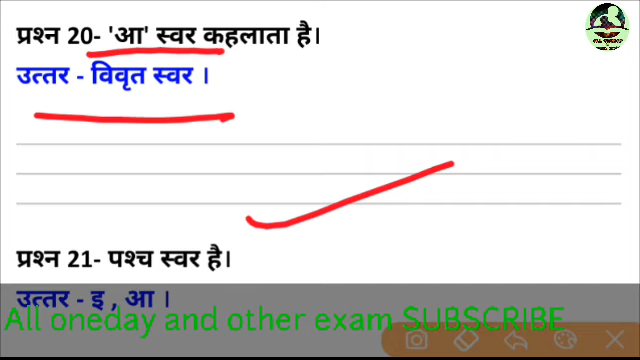 प्रश्न 20- 'आ' स्वर कहलाता है।
उत्तर - विवृत स्वर ।
प्रश्न 21- पश्च स्वर है।
उत्तर - इ , आ ।
All oneday and other exam SUBSCRIBE